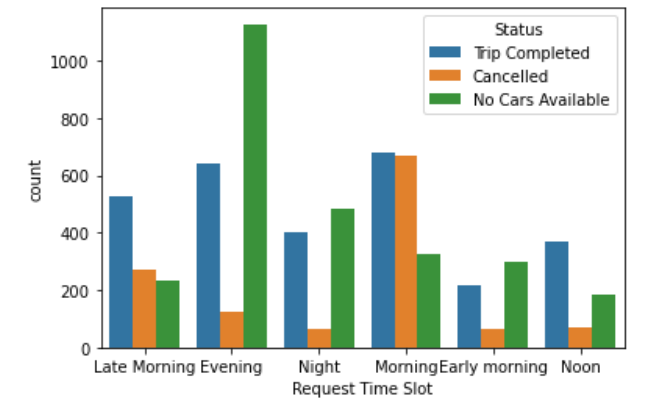 Status
Trip Completed
Cancelled
No Cars Available
1000
800
600
400
200
0
count
Late Morning Evening Night Morning Early morning Noon
Request Time Slot